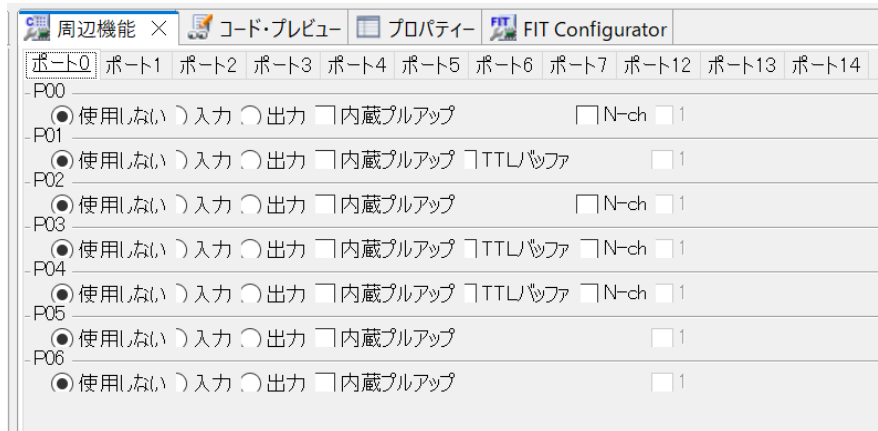 周辺機能 コード・プレビュー プロパティー FIT Configurator
ポート0 ポート1 ポート2 ポート3 ポート4 ポート5 ポート6 ポート7 ポート12 ポート13 ポート14
P00
使用しない 入力 出力 内蔵プルアップ N-ch 1
P01
使用しない 入力 出力 内蔵プルアップ TTLバッファ 1
P02
使用しない 入力 出力 内蔵プルアップ N-ch 1
P03
使用しない 入力 出力 内蔵プルアップ TTLバッファ N-ch 1
P04
使用しない 入力 出力 内蔵プルアップ TTLバッファ N-ch 1
P05
使用しない 入力 出力 内蔵プルアップ 1
P06
使用しない 入力 出力 内蔵プルアップ 1